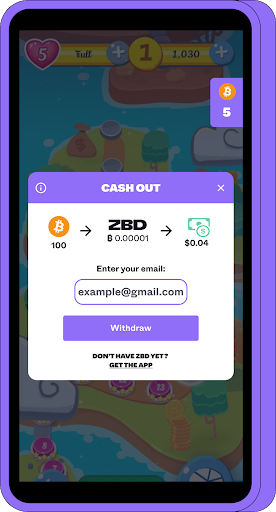 5 Full 1 1,030
5
CASH OUT
100 ZBD
₿ 0.00001 $0.04
Enter your email:
example@gmail.com
Withdraw
DON'T HAVE ZBD YET?
GET THE APP